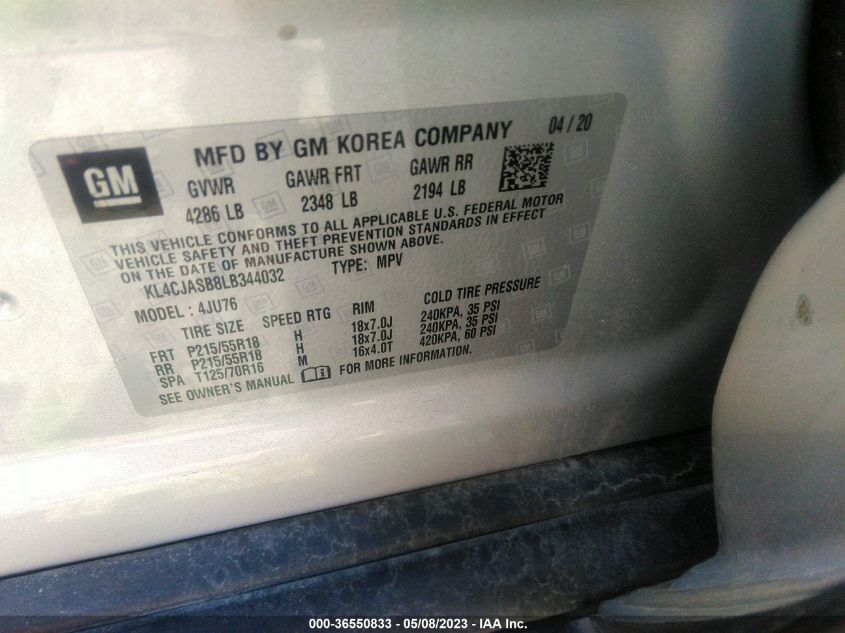 GM
MFD BY GM KOREA COMPANY 04 / 20
GVWR GAWR FRT GAWR RR
4286 LB 2348 LB 2194 LB
THIS VEHICLE CONFORMS TO ALL APPLICABLE U.S. FEDERAL MOTOR
VEHICLE SAFETY AND THEFT PREVENTION STANDARDS IN EFFECT
ON THE DATE OF MANUFACTURE SHOWN ABOVE.
KL4CJASB8LB344032 TYPE: MPV
MODEL : 4JU76
TIRE SIZE SPEED RTG RIM COLD TIRE PRESSURE
FRT P215/55R18 H 18x7.0J 240KPA, 35 PSI
RR P215/55R18 H 18x7.0J 240KPA, 35 PSI
SPA T125/70R16 M 16x4.0T 420KPA, 60 PSI
SEE OWNER'S MANUAL FOR MORE INFORMATION.
000-36550833 - 05/08/2023 - IAA Inc.